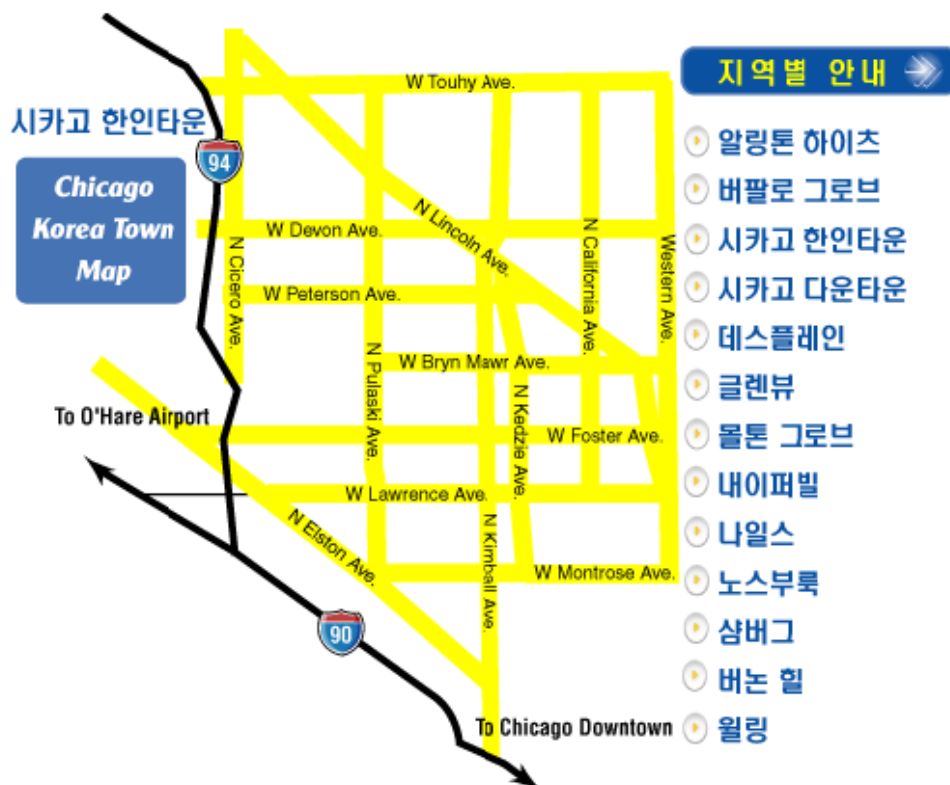 W Touhy Ave.
시카고 한인타운
94
Chicago
Korea Town
Map
N Lincoln Ave.
W Devon Ave.
N Cicero Ave.
N California Ave.
Western Ave.
W Peterson Ave.
W Bryn Mawr Ave.
N Pulaski Ave.
N Kedzie Ave.
To O'Hare Airport
W Foster Ave.
W Lawrence Ave.
N Elston Ave.
N Kimball Ave.
W Montrose Ave.
90
To Chicago Downtown
지역별 안내
알링톤 하이츠
버팔로 그로브
시카고 한인타운
시카고 다운타운
데스플레인
글렌뷰
몰톤 그로브
내이퍼빌
나일스
노스부룩
샴버그
버논 힐
윌링